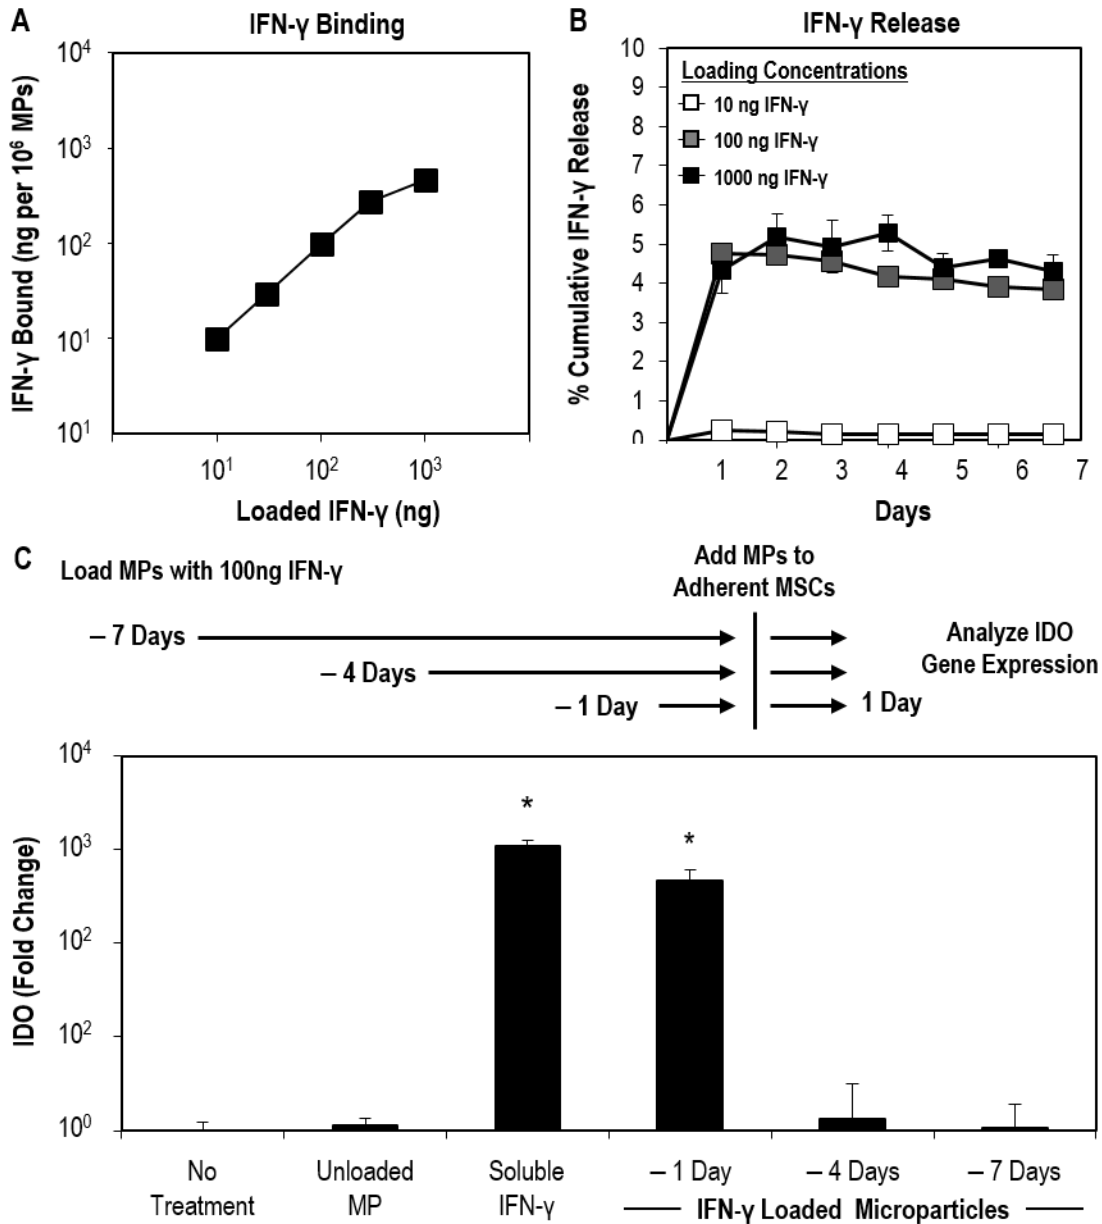 A
IFN-γ Binding
IFN-γ Bound (ng per 10⁶ MPs)
10⁴
10³
10²
10¹
10¹
10¹ 10² 10³
Loaded IFN-γ (ng)
B
IFN-γ Release
% Cumulative IFN-γ Release
10
9
8
7
6
5
4
3
2
1
0
Loading Concentrations
10 ng IFN-γ
100 ng IFN-γ
1000 ng IFN-γ
1 2 3 4 5 6 7
Days
C
Load MPs with 100ng IFN-γ
Add MPs to
Adherent MSCs
– 7 Days
– 4 Days
– 1 Day
1 Day
Analyze IDO
Gene Expression
IDO (Fold Change)
10⁴
10³
10²
10²
10⁰
*
*
No
Treatment
Unloaded
MP
Soluble
IFN-γ
– 1 Day
– 4 Days
– 7 Days
IFN-γ Loaded Microparticles